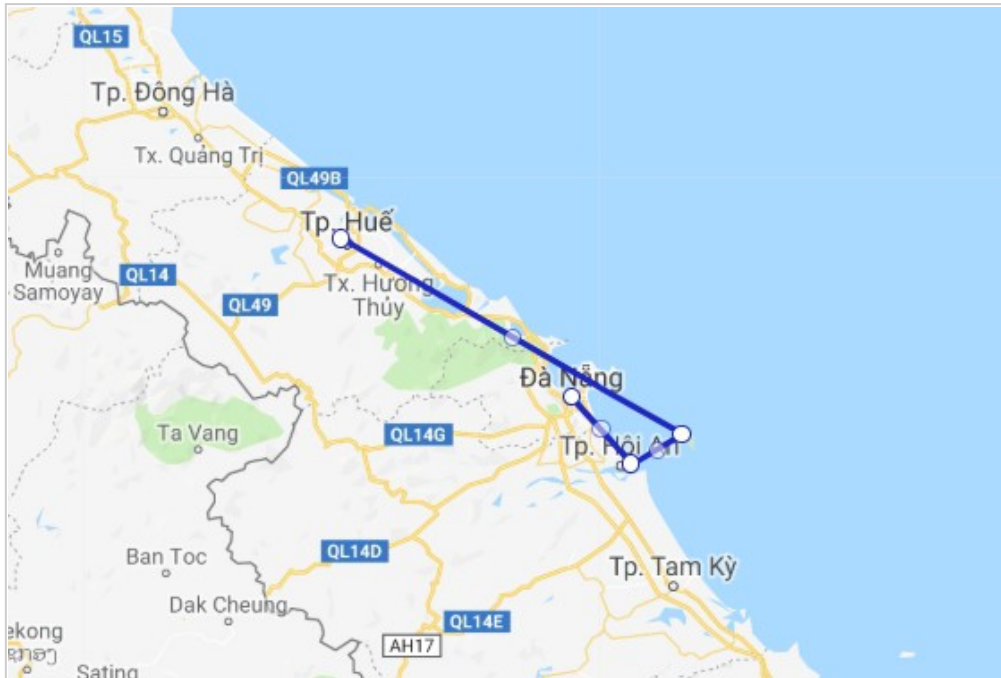 QL15
Tp. Đông Hà
Tx. Quảng Trị
QL49B
Tp. Huế
Muang
Samoyay
QL14
Tx. Hương
Thủy
QL49
Đà Nẵng
Ta Vang
QL14G
Tp. Hội An
QL14D
Ban Toc
Tp. Tam Kỳ
Dak Cheung
QL14E
ekong
AH17
Sating